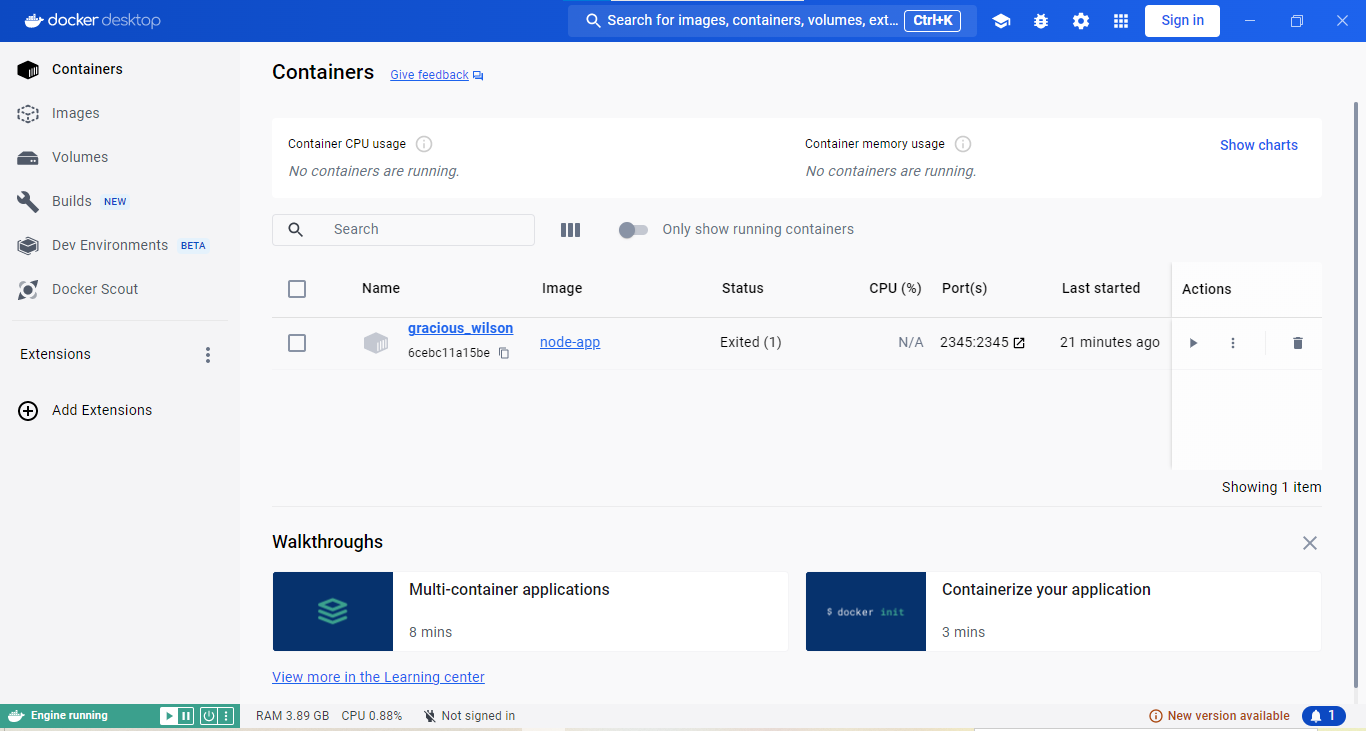 docker desktop
Search for images, containers, volumes, ext... Ctrl+K
Sign in
Containers
Images
Volumes
Builds NEW
Dev Environments BETA
Docker Scout
Extensions
Add Extensions
Containers Give feedback
Container CPU usage
No containers are running.
Container memory usage
No containers are running.
Show charts
Search
Only show running containers
Name Image Status CPU (%) Port(s) Last started Actions
gracious_wilson
6cebc11a15be
node-app Exited (1) N/A 2345:2345 21 minutes ago
Showing 1 item
Walkthroughs
Multi-container applications
8 mins
$ docker init
Containerize your application
3 mins
View more in the Learning center
Engine running
RAM 3.89 GB CPU 0.88% Not signed in
New version available 1